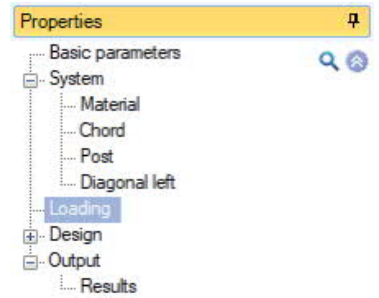 Properties
Basic parameters
System
Material
Chord
Post
Diagonal left
Loading
Design
Output
Results